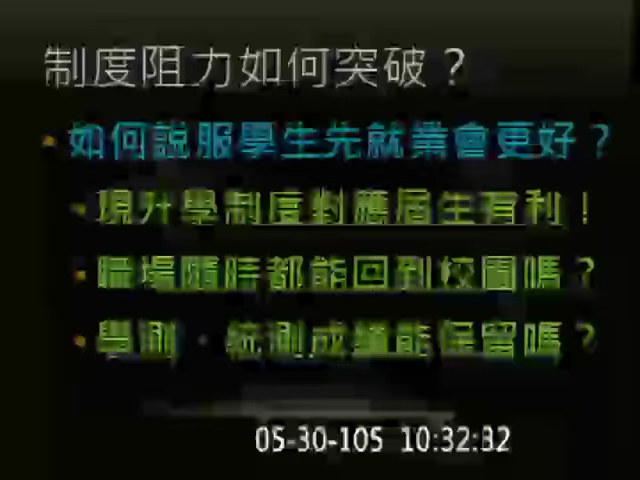 制度阻力如何突破？
如何說服學生先就業會更好？
現升學制度對應屆生有利！
職場隨時都能回到校園嗎？
學測、統測成績能保留嗎？
05-30-105 10:32:32